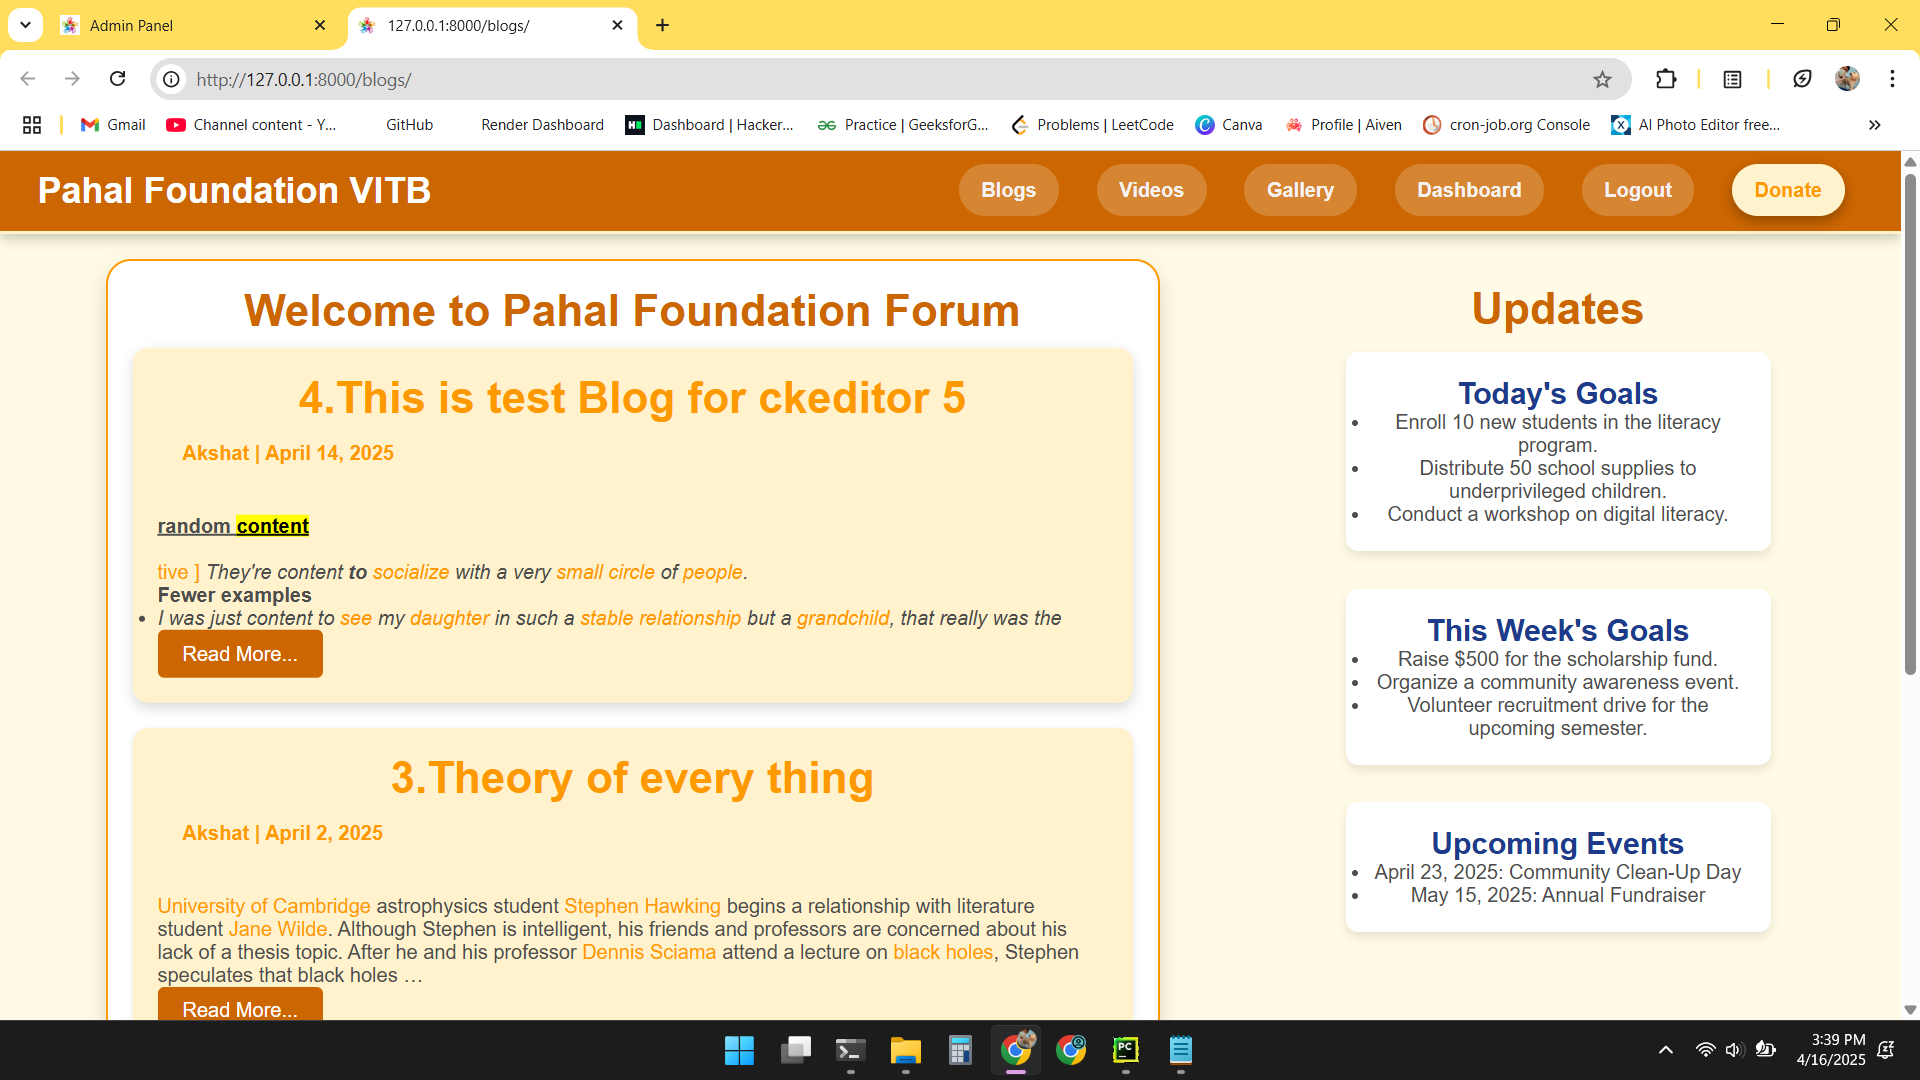 Admin Panel
127.0.0.1:8000/blogs/
http://127.0.0.1:8000/blogs/
Gmail
Channel content - Y...
GitHub
Render Dashboard
Dashboard | Hacker...
Practice | GeeksforG...
Problems | LeetCode
Canva
Profile | Aiven
cron-job.org Console
AI Photo Editor free...
Pahal Foundation VITB
Blogs
Videos
Gallery
Dashboard
Logout
Donate
Welcome to Pahal Foundation Forum
4.This is test Blog for ckeditor 5
Akshat | April 14, 2025
random content
tive ] They're content to socialize with a very small circle of people.
Fewer examples
• I was just content to see my daughter in such a stable relationship but a grandchild, that really was the
Read More...
3.Theory of every thing
Akshat | April 2, 2025
University of Cambridge astrophysics student Stephen Hawking begins a relationship with literature
student Jane Wilde. Although Stephen is intelligent, his friends and professors are concerned about his
lack of a thesis topic. After he and his professor Dennis Sciama attend a lecture on black holes, Stephen
speculates that black holes …
Read More...
Updates
Today's Goals
• Enroll 10 new students in the literacy
program.
• Distribute 50 school supplies to
underprivileged children.
• Conduct a workshop on digital literacy.
This Week's Goals
• Raise $500 for the scholarship fund.
• Organize a community awareness event.
• Volunteer recruitment drive for the
upcoming semester.
Upcoming Events
• April 23, 2025: Community Clean-Up Day
• May 15, 2025: Annual Fundraiser
PC
3:39 PM
4/16/2025